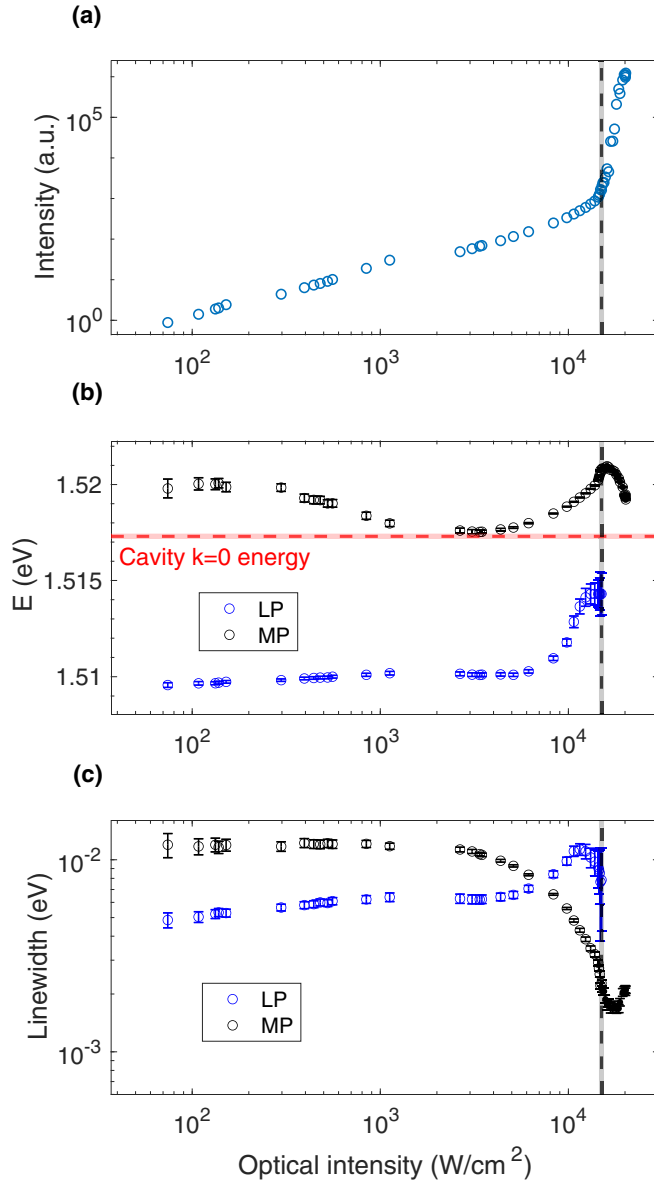 (a)
Intensity (a.u.)
10^5
10^0
10^2
10^3
10^4
(b)
E (eV)
1.52
1.515
1.51
Cavity k=0 energy
LP
MP
10^2
10^3
10^4
(c)
Linewidth (eV)
10^-2
10^-3
LP
MP
10^2
10^3
10^4
Optical intensity (W/cm^2)